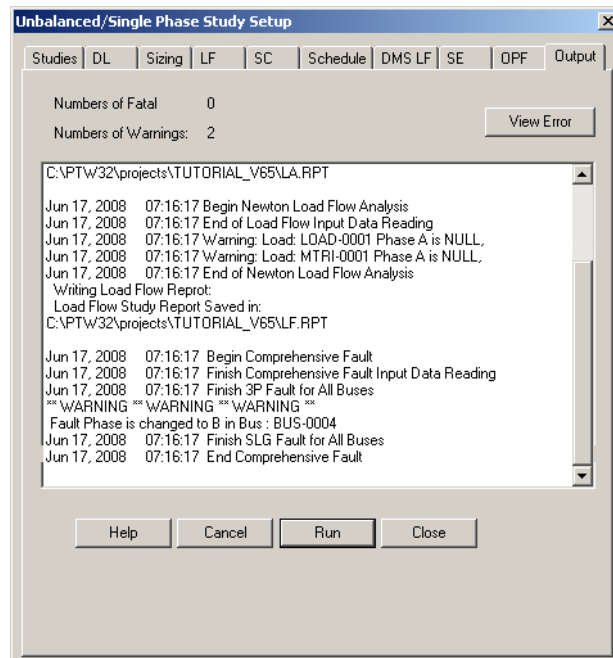 Unbalanced/Single Phase Study Setup
Studies DL Sizing LF SC Schedule DMS LF SE OPF Output
Numbers of Fatal 0
Numbers of Warnings: 2
View Error
C:\PTW32\projects\TUTORIAL_V65\LA.RPT
Jun 17, 2008 07:16:17 Begin Newton Load Flow Analysis
Jun 17, 2008 07:16:17 End of Load Flow Input Data Reading
Jun 17, 2008 07:16:17 Warning: Load: LOAD-0001 Phase A is NULL,
Jun 17, 2008 07:16:17 Warning: Load: MTRI-0001 Phase A is NULL,
Jun 17, 2008 07:16:17 End of Newton Load Flow Analysis
Writing Load Flow Reprot:
Load Flow Study Report Saved in:
C:\PTW32\projects\TUTORIAL_V65\LF.RPT
Jun 17, 2008 07:16:17 Begin Comprehensive Fault
Jun 17, 2008 07:16:17 Finish Comprehensive Fault Input Data Reading
Jun 17, 2008 07:16:17 Finish 3P Fault for All Buses
** WARNING ** WARNING ** WARNING **
Fault Phase is changed to B in Bus : BUS-0004
Jun 17, 2008 07:16:17 Finish SLG Fault for All Buses
Jun 17, 2008 07:16:17 End Comprehensive Fault
Help Cancel Run Close